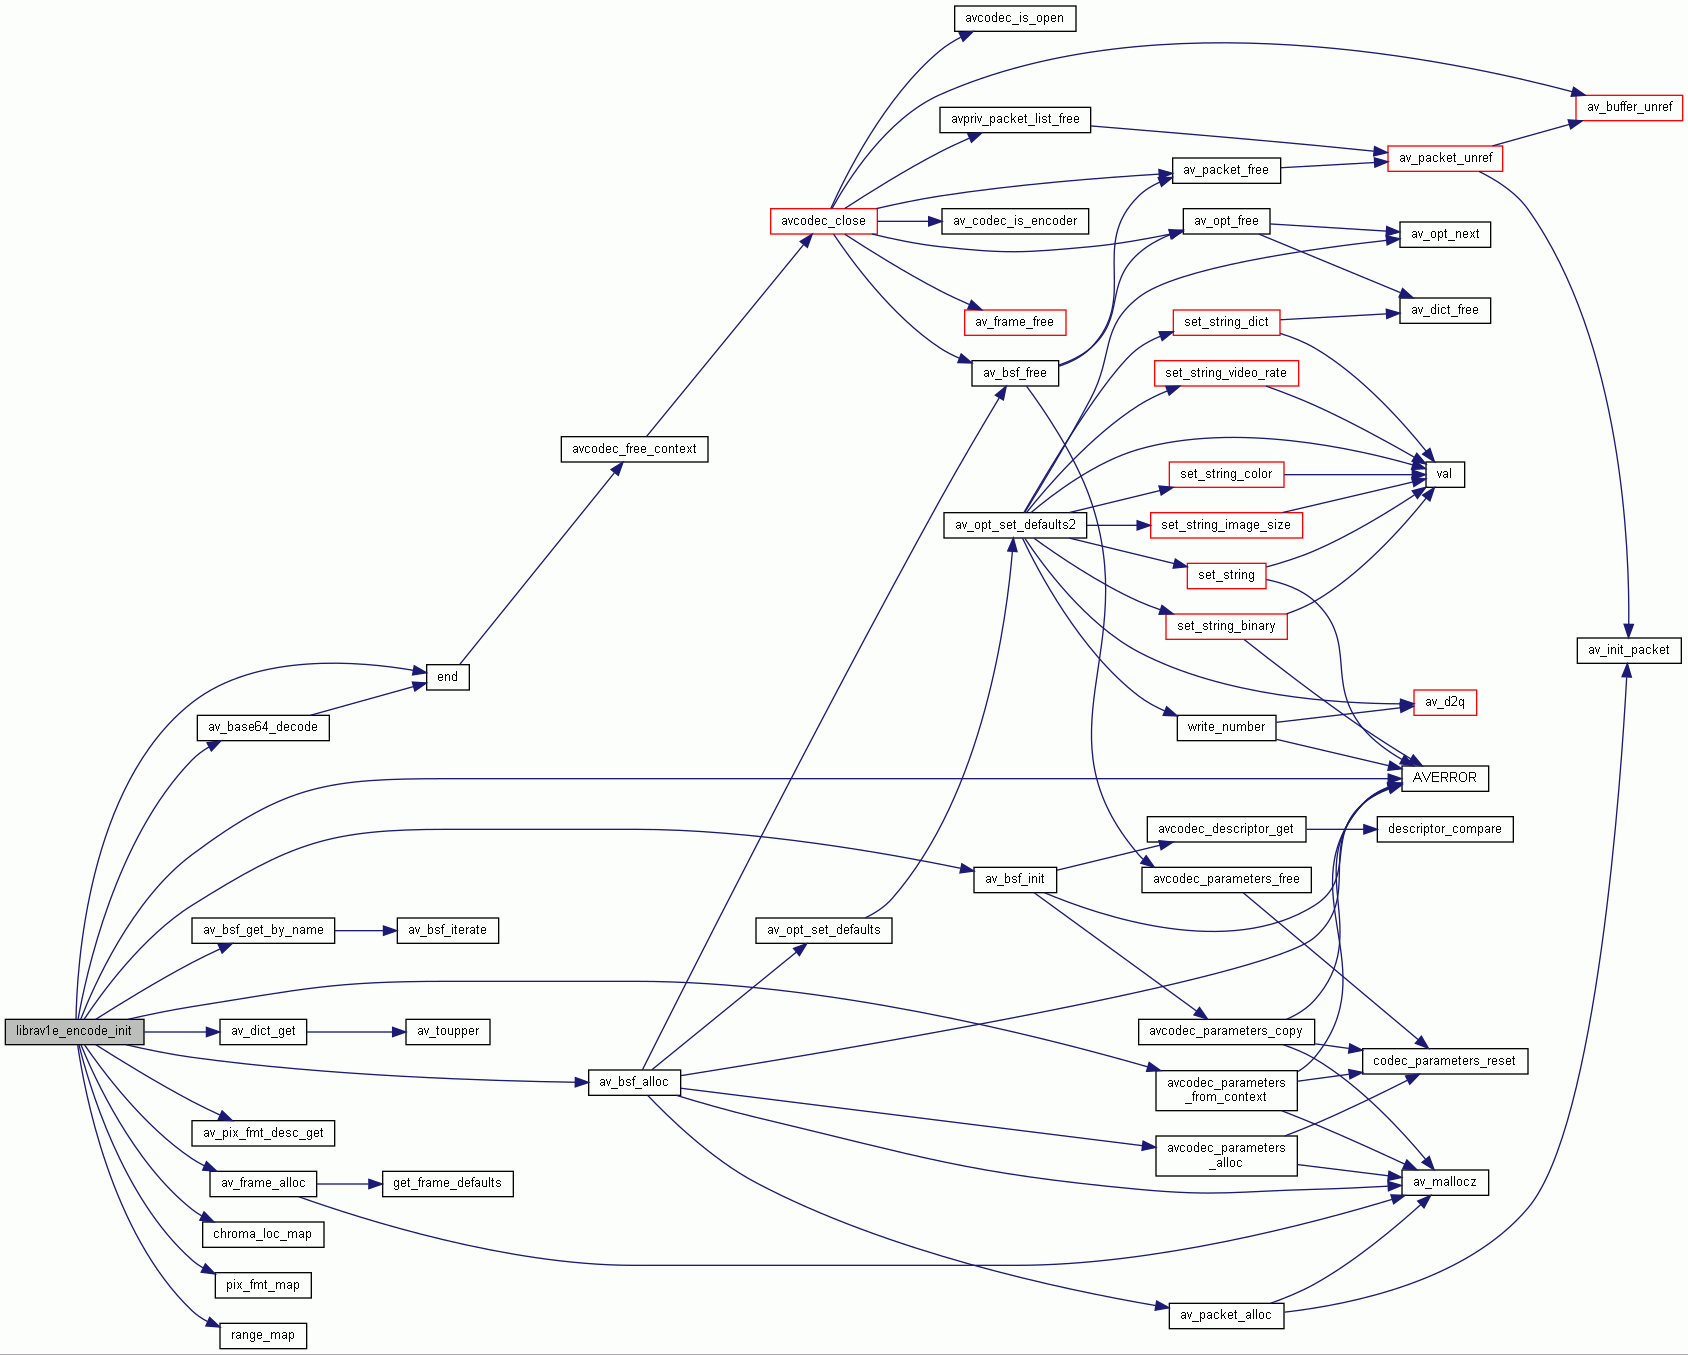 avcodec_is_open
av_buffer_unref
avpriv_packet_list_free
av_packet_unref
av_packet_free
avcodec_close
av_codec_is_encoder
av_opt_free
av_opt_next
av_dict_free
av_frame_free
set_string_dict
av_bsf_free
set_string_video_rate
avcodec_free_context
set_string_color
val
av_opt_set_defaults2
set_string_image_size
set_string
set_string_binary
av_init_packet
end
av_d2q
av_base64_decode
write_number
AVERROR
avcodec_descriptor_get
descriptor_compare
av_bsf_init
avcodec_parameters_free
av_bsf_get_by_name
av_bsf_iterate
av_opt_set_defaults
librav1e_encode_init
av_dict_get
av_toupper
avcodec_parameters_copy
codec_parameters_reset
av_bsf_alloc
avcodec_parameters
_from_context
av_pix_fmt_desc_get
avcodec_parameters
_alloc
av_frame_alloc
get_frame_defaults
av_mallocz
chroma_loc_map
pix_fmt_map
av_packet_alloc
range_map